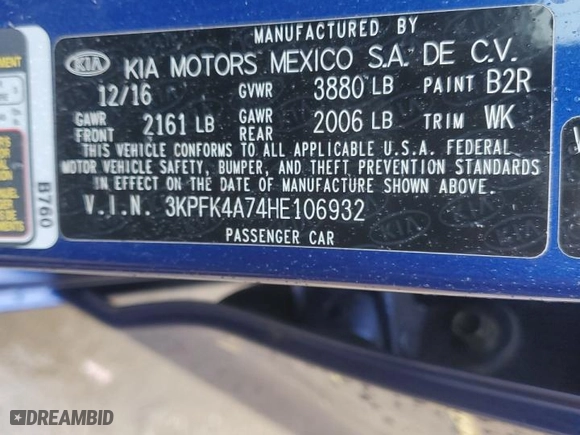 MANUFACTURED BY
KIA KIA MOTORS MEXICO S.A. DE C.V.
12/16 GVWR 3880 LB PAINT B2R
GAWR FRONT 2161 LB GAWR REAR 2006 LB TRIM WK
THIS VEHICLE CONFORMS TO ALL APPLICABLE U.S.A. FEDERAL
MOTOR VEHICLE SAFETY, BUMPER, AND THEFT PREVENTION STANDARDS
IN EFFECT ON THE DATE OF MANUFACTURE SHOWN ABOVE.
V.I.N. 3KPFK4A74HE106932
PASSENGER CAR
B760
DREAMBID